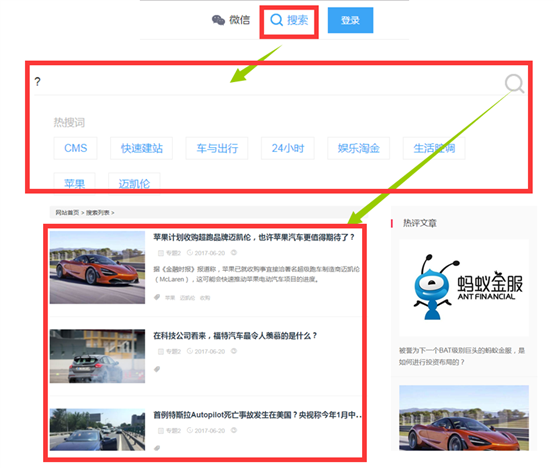 微信
搜索
登录
?
热搜词
CMS
快速建站
车与出行
24小时
娱乐淘金
生活腔调
苹果
迈凯伦
网站首页 > 搜索列表 >
热评文章
苹果计划收购超跑品牌迈凯伦，也许苹果汽车更值得期待了？
专题2 2017-06-20
据《金融时报》报道称，苹果已就收购事宜接洽著名超级跑车制造商迈凯伦
（McLaren），这可能会快速推动苹果电动汽车项目的进度。
苹果 迈凯伦 收购
蚂蚁金服
ANT FINANCIAL
被誉为下一个BAT级别巨头的蚂蚁金服，是
如何进行投资布局的？
在科技公司看来，福特汽车最令人羡慕的是什么？
专题2 2017-06-20
首例特斯拉Autopilot死亡事故发生在美国？央视称今年1月中...
专题2 2017-06-20